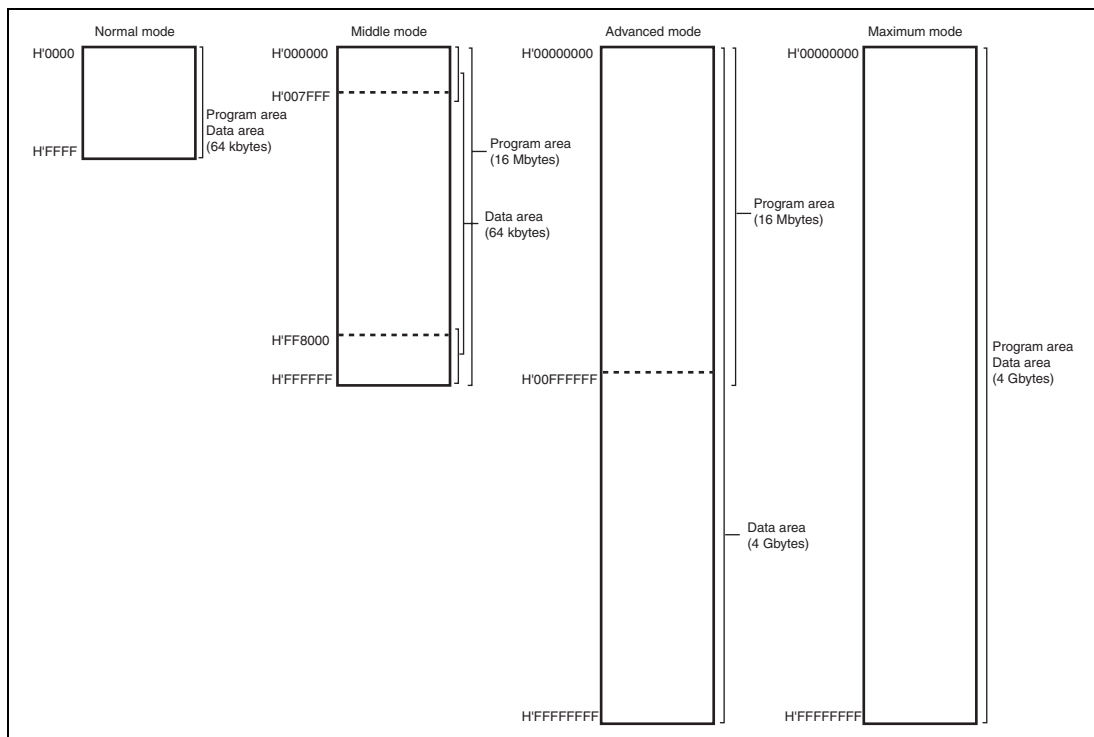 Normal mode
H'0000
H'FFFF
Program area
Data area
(64 kbytes)
Middle mode
H'000000
H'007FFF
H'FF8000
H'FFFFFF
Program area
(16 Mbytes)
Data area
(64 kbytes)
Advanced mode
H'00000000
H'00FFFFFF
H'FFFFFFFF
Program area
(16 Mbytes)
Data area
(4 Gbytes)
Maximum mode
H'00000000
H'FFFFFFFF
Program area
Data area
(4 Gbytes)